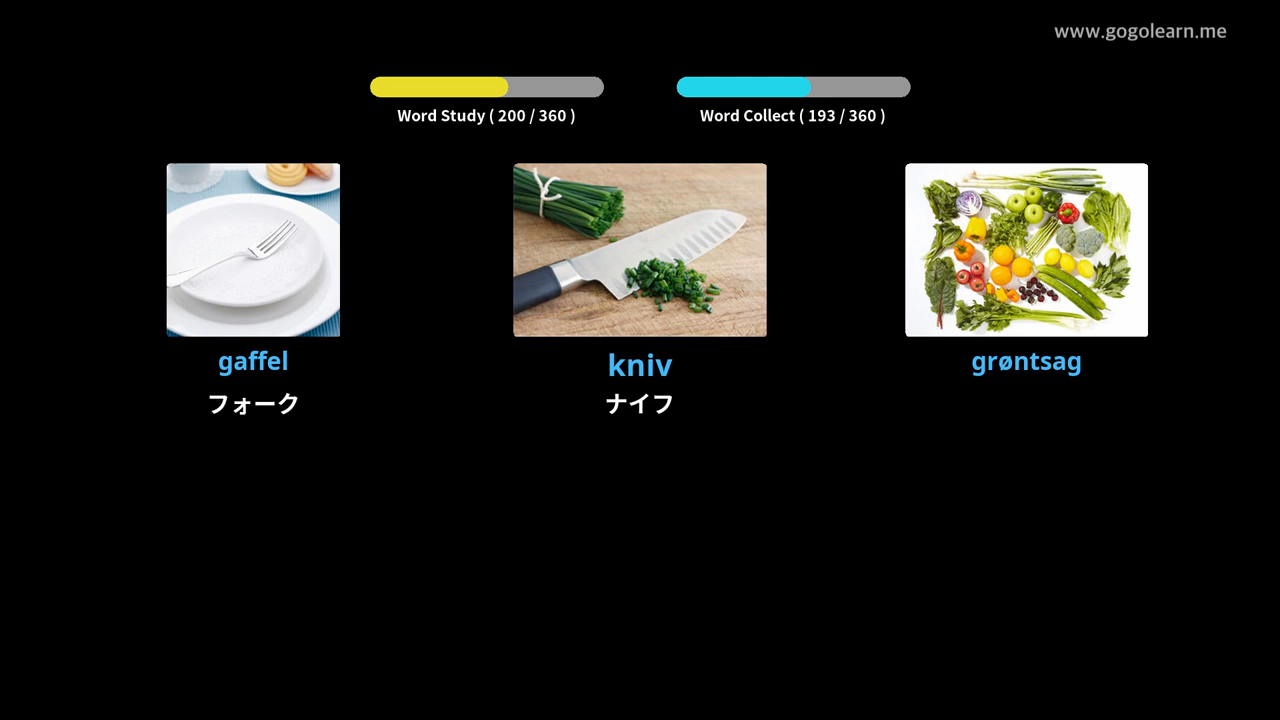 www.gogolearn.me
Word Study ( 200 / 360 )
Word Collect ( 193 / 360 )
gaffel
フォーク
kniv
ナイフ
grøntsag